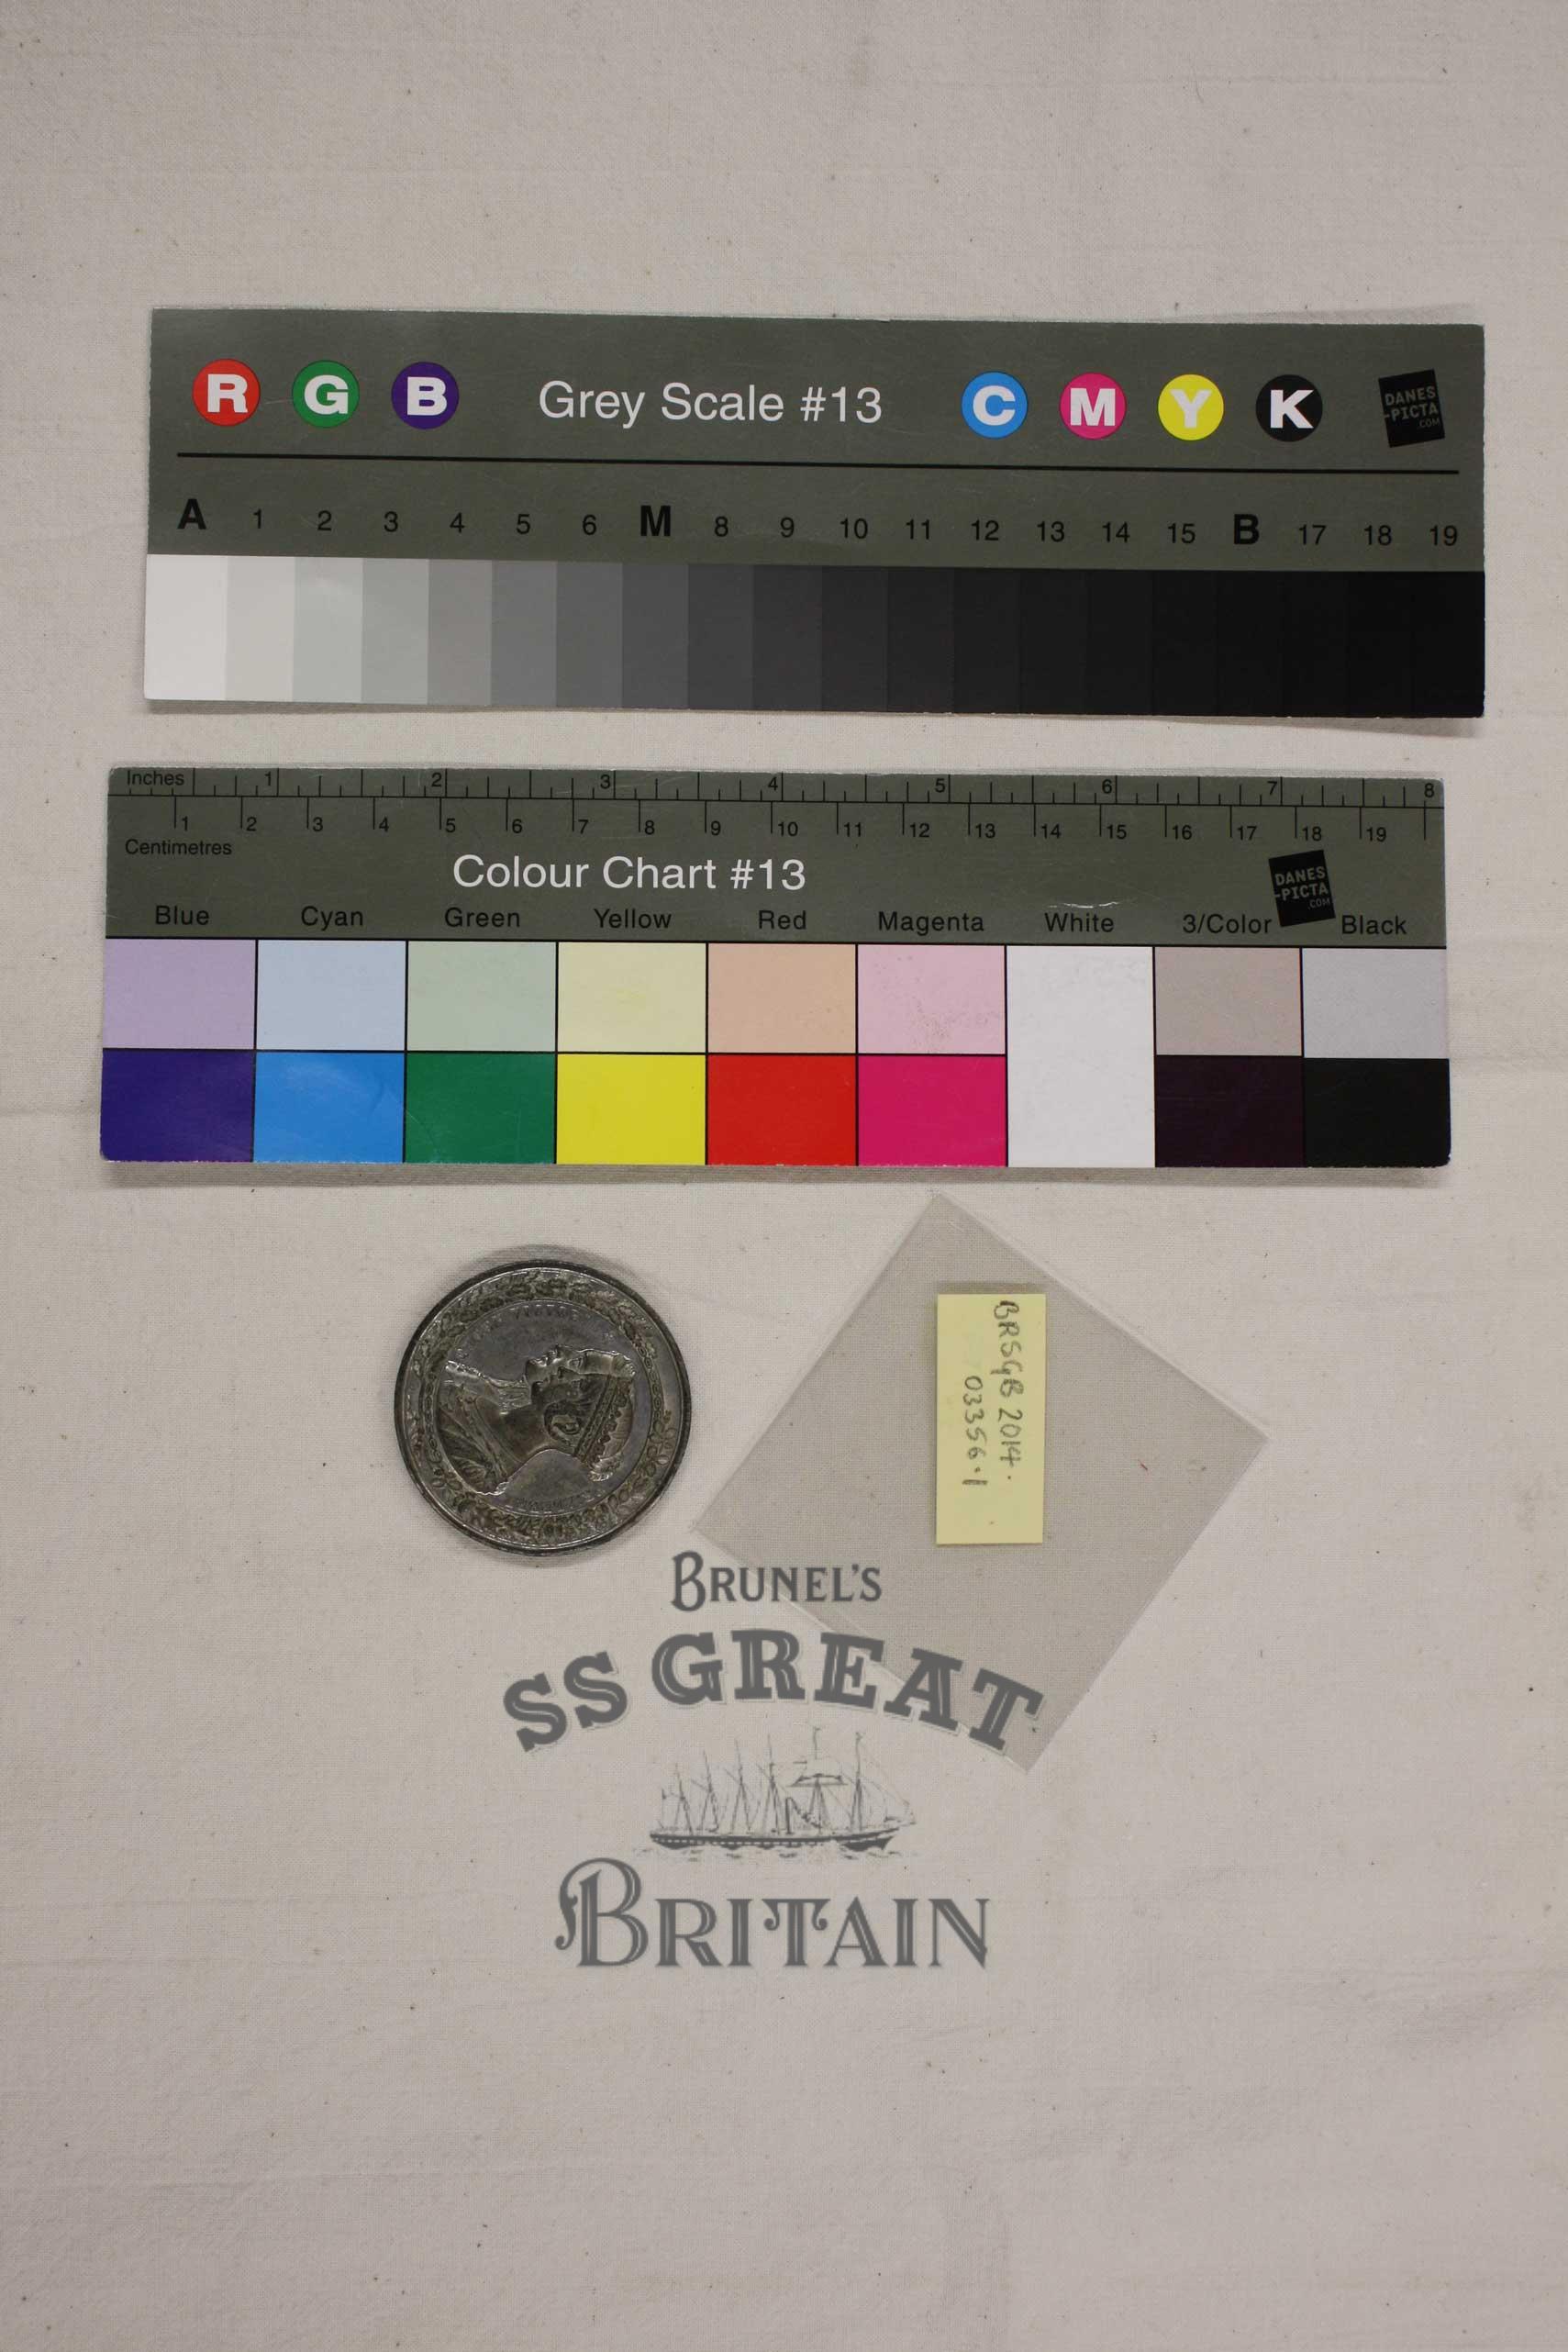 R G B Grey Scale #13 C M Y K
DANES
-PICTA
.COM
A 1 2 3 4 5 6 M 8 9 10 11 12 13 14 15 B 17 18 19
Inches 1 2 3 4 5 6 7 8
1 2 3 4 5 6 7 8 9 10 11 12 13 14 15 16 17 18 19
Centimetres
Colour Chart #13
DANES
-PICTA
.COM
Blue Cyan Green Yellow Red Magenta White 3/Color Black
BRSGB 2014.
03356.1
BRUNEL'S
SS GREAT
BRITAIN